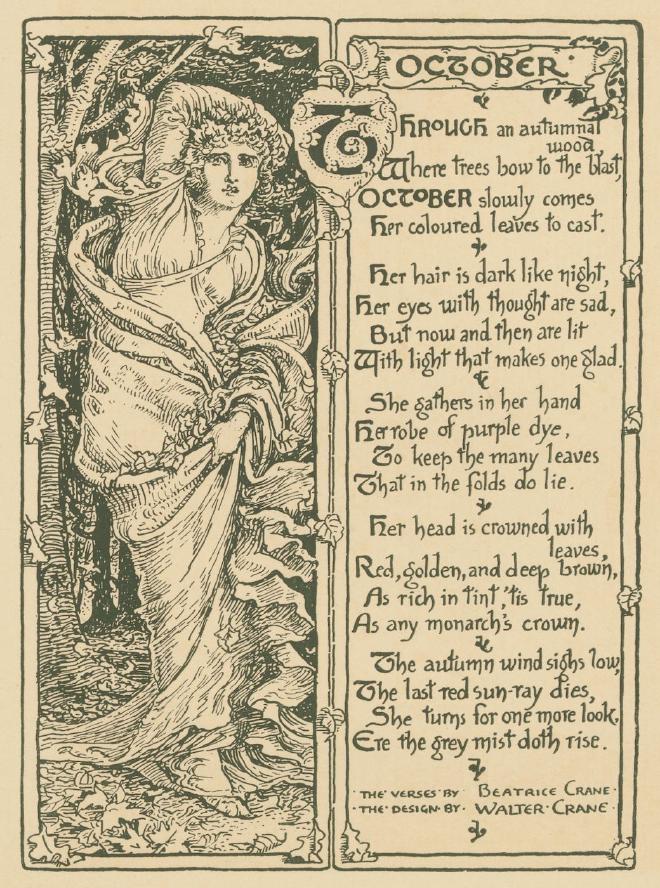 OCTOBER
THROUGH an autumnal
wood,
Where trees bow to the blast,
OCTOBER slowly comes
Her coloured leaves to cast.
Her hair is dark like night,
Her eyes with thought are sad,
But now and then are lit
With light that makes one glad.
She gathers in her hand
Her robe of purple dye,
To keep the many leaves
That in the folds do lie.
Her head is crowned with
leaves,
Red, golden, and deep brown,
As rich in tint, 'tis true,
As any monarch's crown.
The autumn wind sighs low,
The last red sun-ray dies,
She turns for one more look,
Ere the grey mist doth rise.
THE VERSES BY BEATRICE CRANE
THE DESIGN BY WALTER CRANE